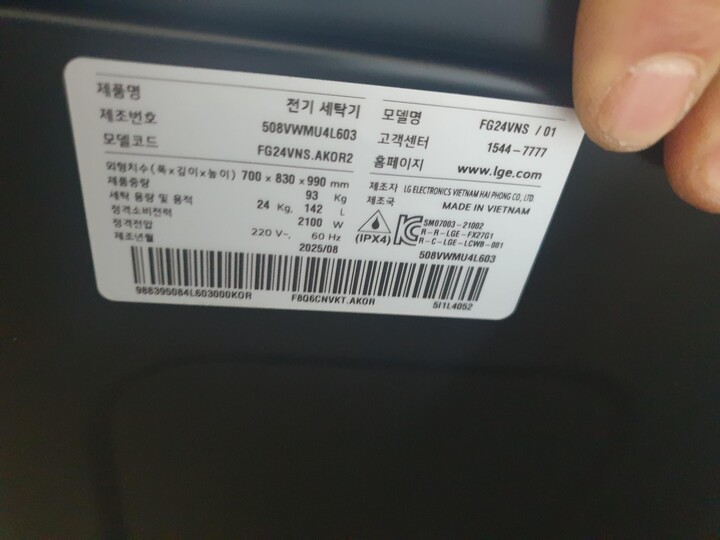 제품명 전기 세탁기
제조번호 508VWMU4L603
모델코드 FG24VNS.AKOR2
외형치수(폭x깊이x높이) 700 x 830 x 990 mm
제품중량 93 Kg
세탁 용량 및 용적 24 Kg, 142 L
정격소비전력 2100 W
정격전압 220 V~, 60 Hz
제조년월 2025/08
모델명 FG24VNS / 01
고객센터 1544-7777
홈페이지 www.lge.com
제조자 LG ELECTRONICS VIETNAM HAI PHONG CO., LTD.
제조국 MADE IN VIETNAM
(IPX4)
SM07003-21002
R-R-LGE-FX27G1
R-C-LGE-LCWB-001
508VWMU4L603
988395084L603000KOR F8Q6CNVKT.AKOR 5I1L4052